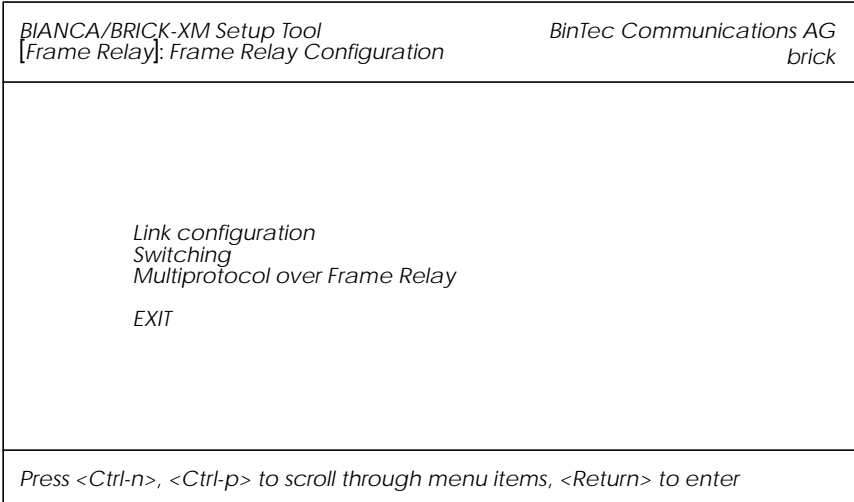 BIANCA/BRICK-XM Setup Tool BinTec Communications AG
[Frame Relay]: Frame Relay Configuration brick
Link configuration
Switching
Multiprotocol over Frame Relay
EXIT
Press <Ctrl-n>, <Ctrl-p> to scroll through menu items, <Return> to enter